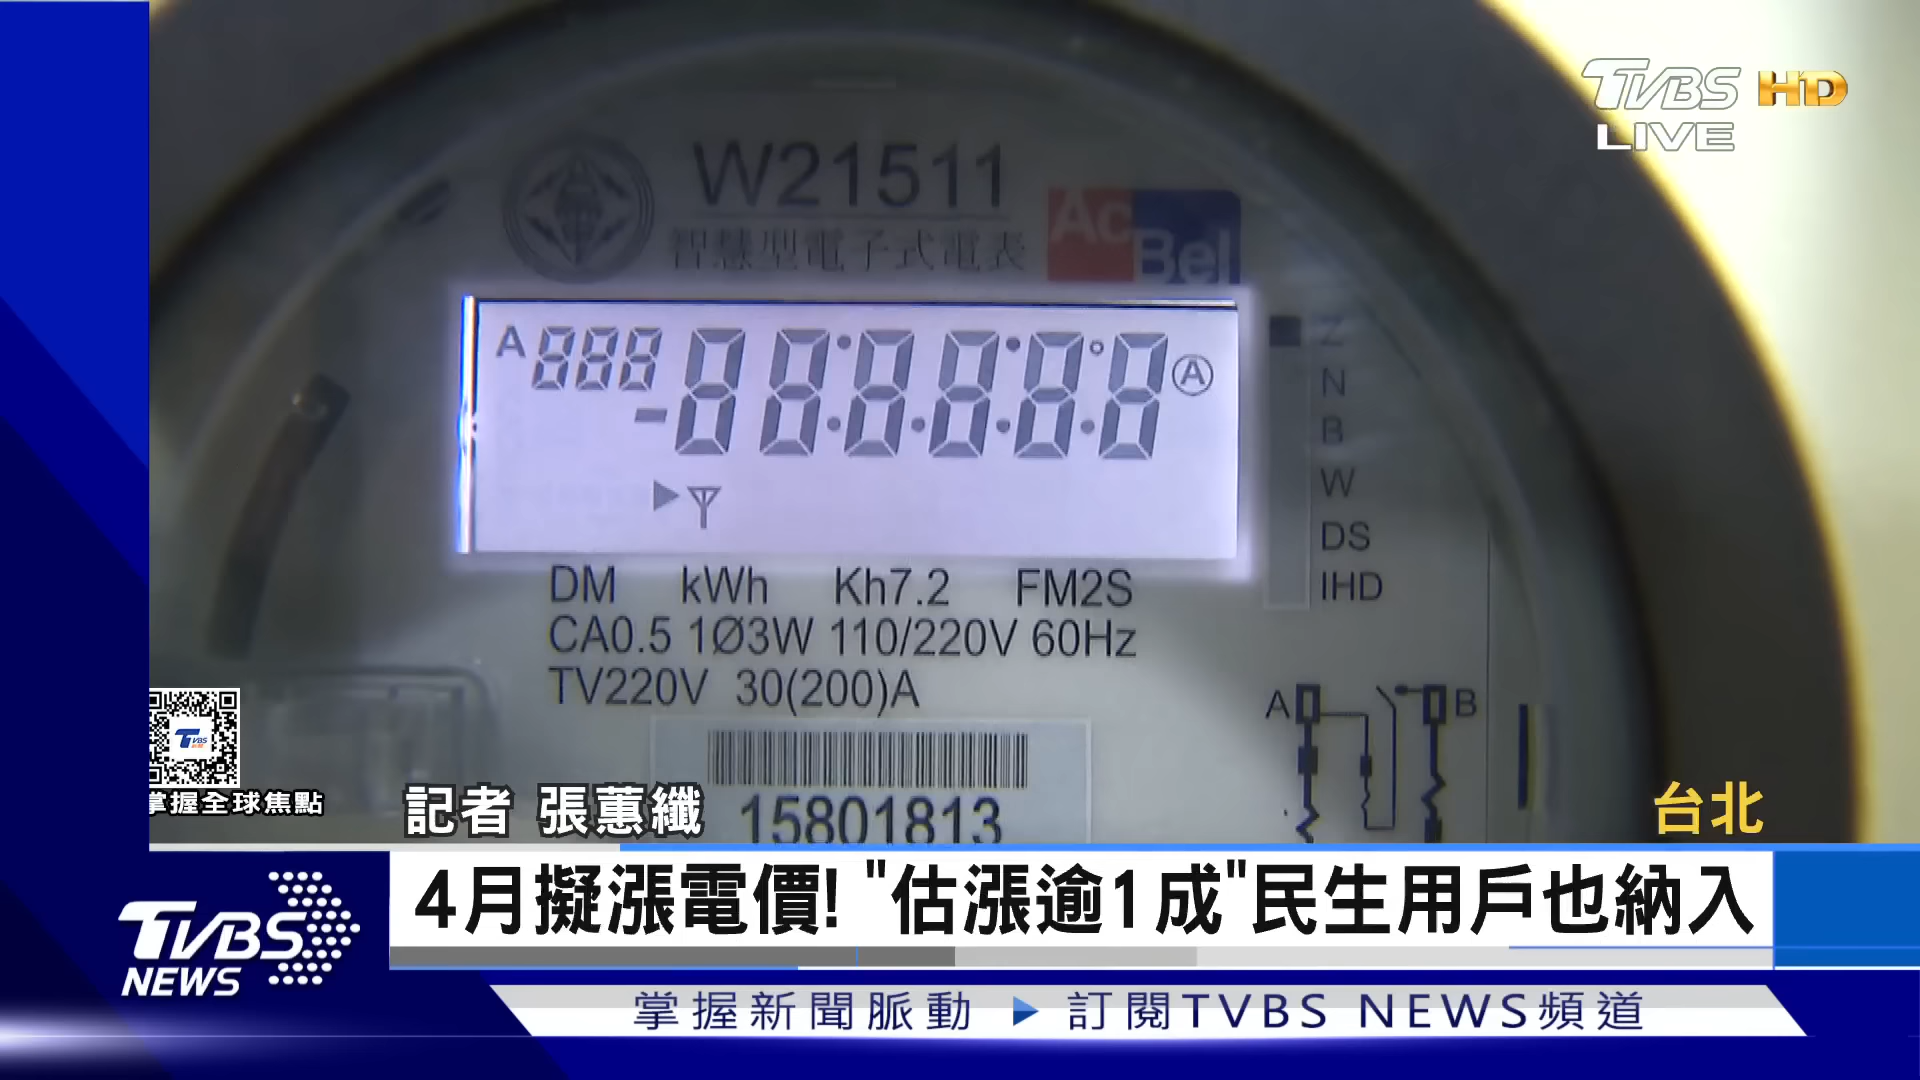 TVBS HD
LIVE
W21511
智慧型電子式電表
AcBel
A 888 -88:88:88 A
Z
N
B
W
DS
IHD
DM kWh Kh7.2 FM2S
CA0.5 1Ø3W 110/220V 60Hz
TV220V 30(200)A
A B
15801813
TVBS
掌握全球焦點
記者 張蕙纖
台北
4月擬漲電價! "估漲逾1成"民生用戶也納入
TVBS NEWS
掌握新聞脈動 ▶ 訂閱TVBS NEWS頻道